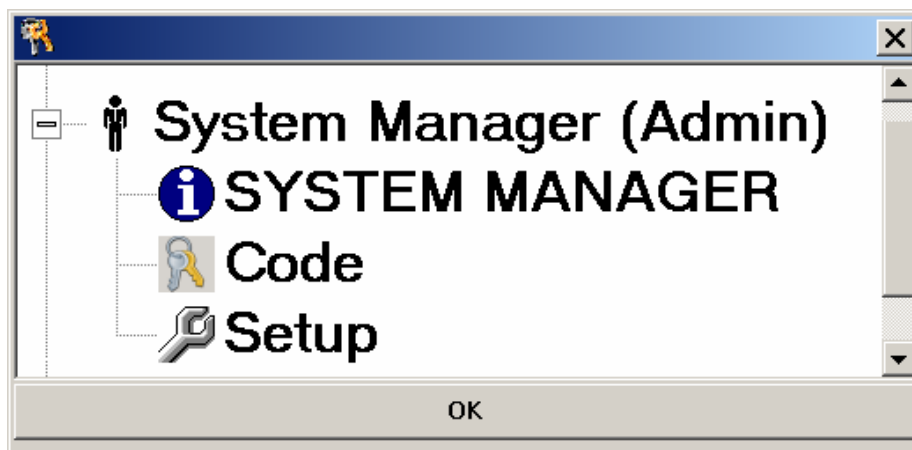 System Manager (Admin)
SYSTEM MANAGER
Code
Setup
OK